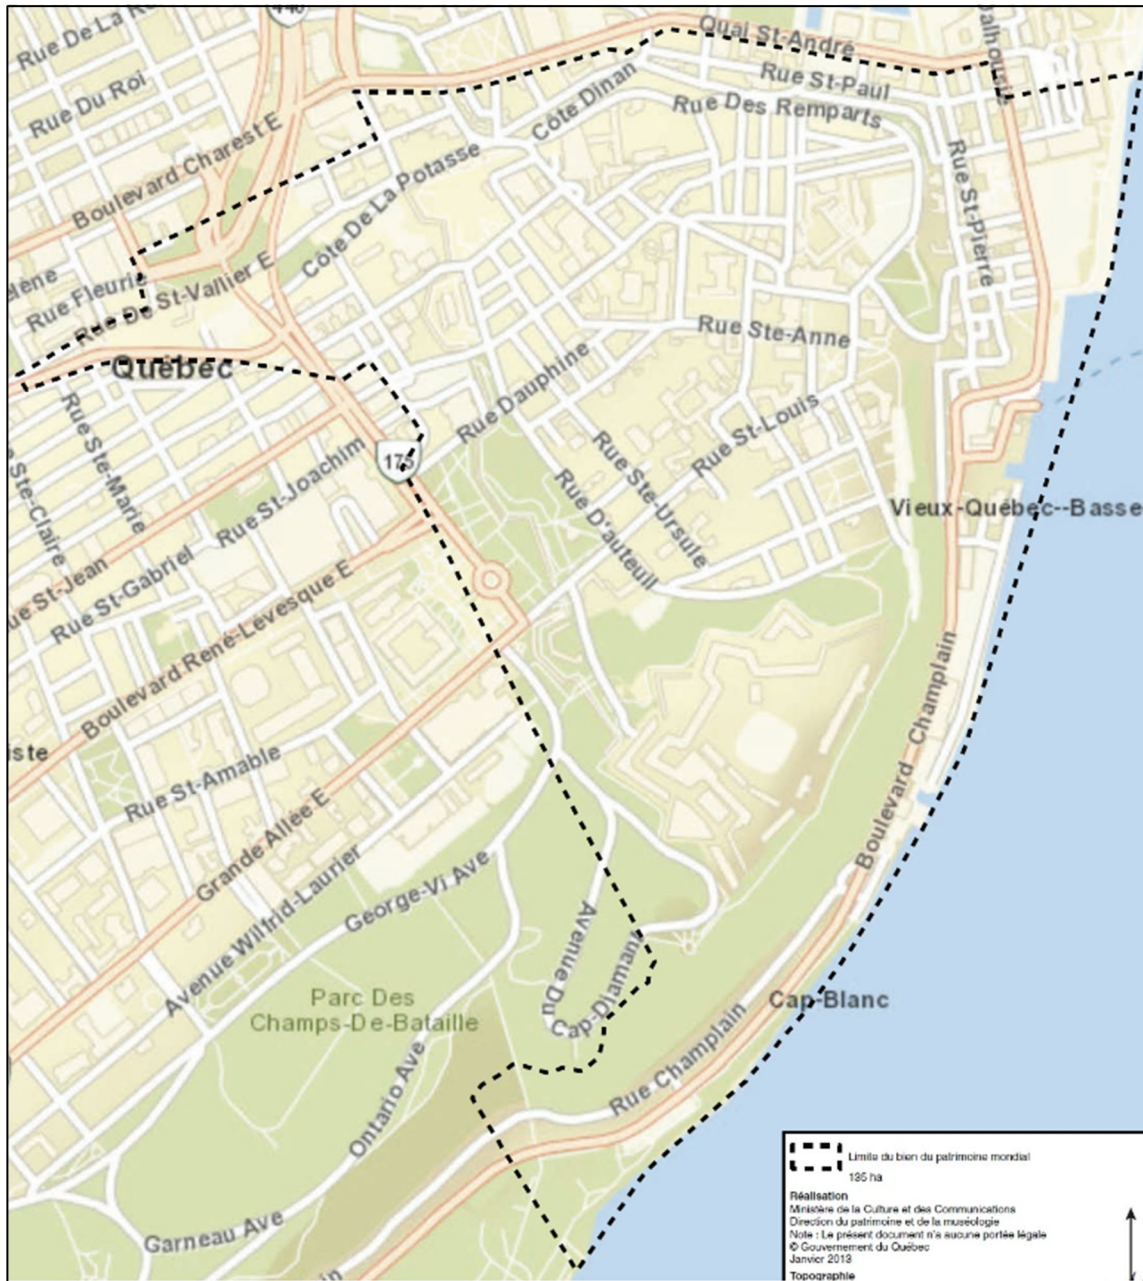 440
Quai St-André
Rue Du Roi
Côte Dinan
Rue St-Paul
Rue Des Remparts
Boulevard Charest E
Côte De La Potasse
Rue St-Pierre
Rue Fleurie
Rue De St-Vallier E
Québec
Rue Ste-Anne
Rue Dauphine
Rue Ste-Marie
Rue St-Louis
175
Rue St-Joachim
Rue Ste-Ursule
Ste-Claire
Rue D'auteuil
Vieux-Québec--Basse
ue St-Jean
Rue St-Gabriel
Boulevard René-Lévesque E
Boulevard Champlain
iste
Rue St-Amable
Grande Allée E
Avenue Wilfrid-Laurier
George-Vi Ave
Avenue Du
Cap-Diamant
Parc Des
Champs-De-Bataille
Cap-Blanc
Ontario Ave
Rue Champlain
Garneau Ave
Limite du bien du patrimoine mondial
135 ha
Réalisation
Ministère de la Culture et des Communications
Direction du patrimoine et de la muséologie
Note : Le présent document n'a aucune portée légale
© Gouvernement du Québec
Janvier 2013
Topographie